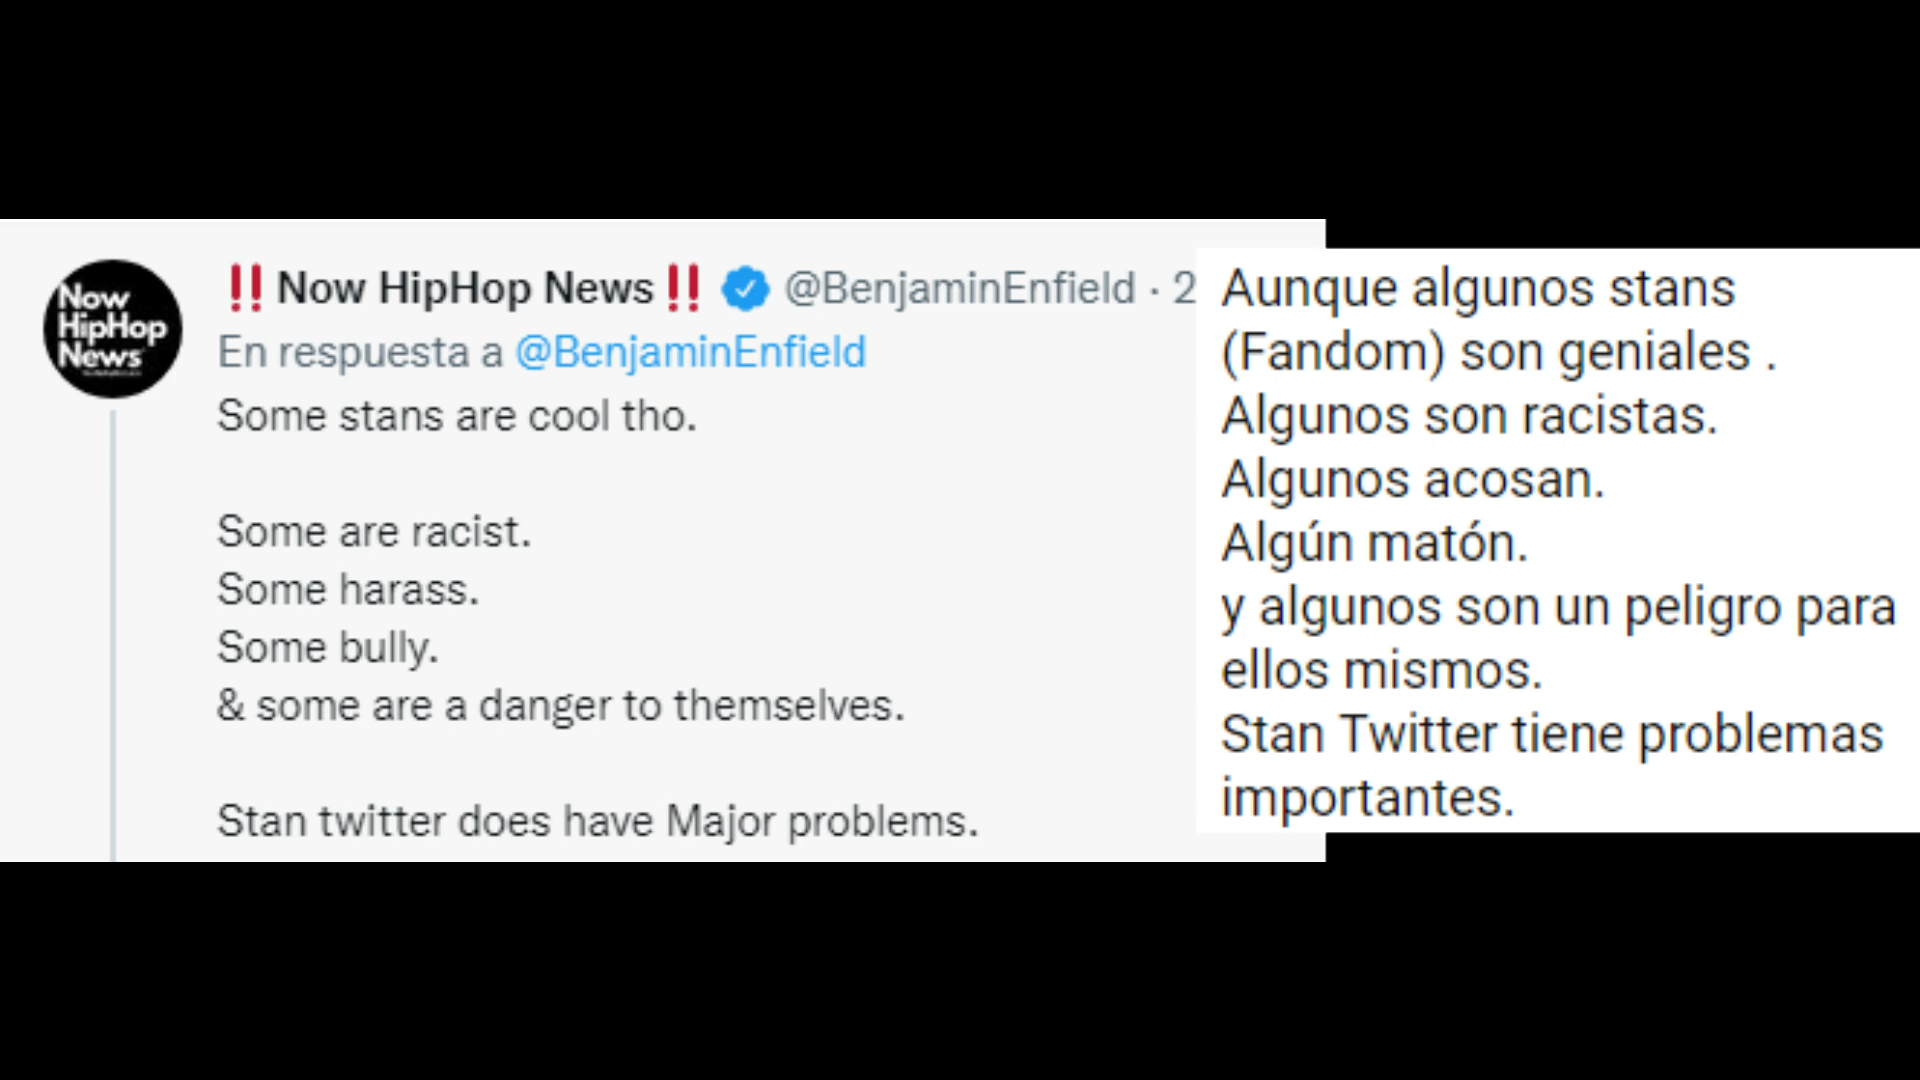 Now
HipHop
News
‼️Now HipHop News‼️ @BenjaminEnfield · 2
En respuesta a @BenjaminEnfield
Some stans are cool tho.
Some are racist.
Some harass.
Some bully.
& some are a danger to themselves.
Stan twitter does have Major problems.
Aunque algunos stans
(Fandom) son geniales .
Algunos son racistas.
Algunos acosan.
Algún matón.
y algunos son un peligro para
ellos mismos.
Stan Twitter tiene problemas
importantes.